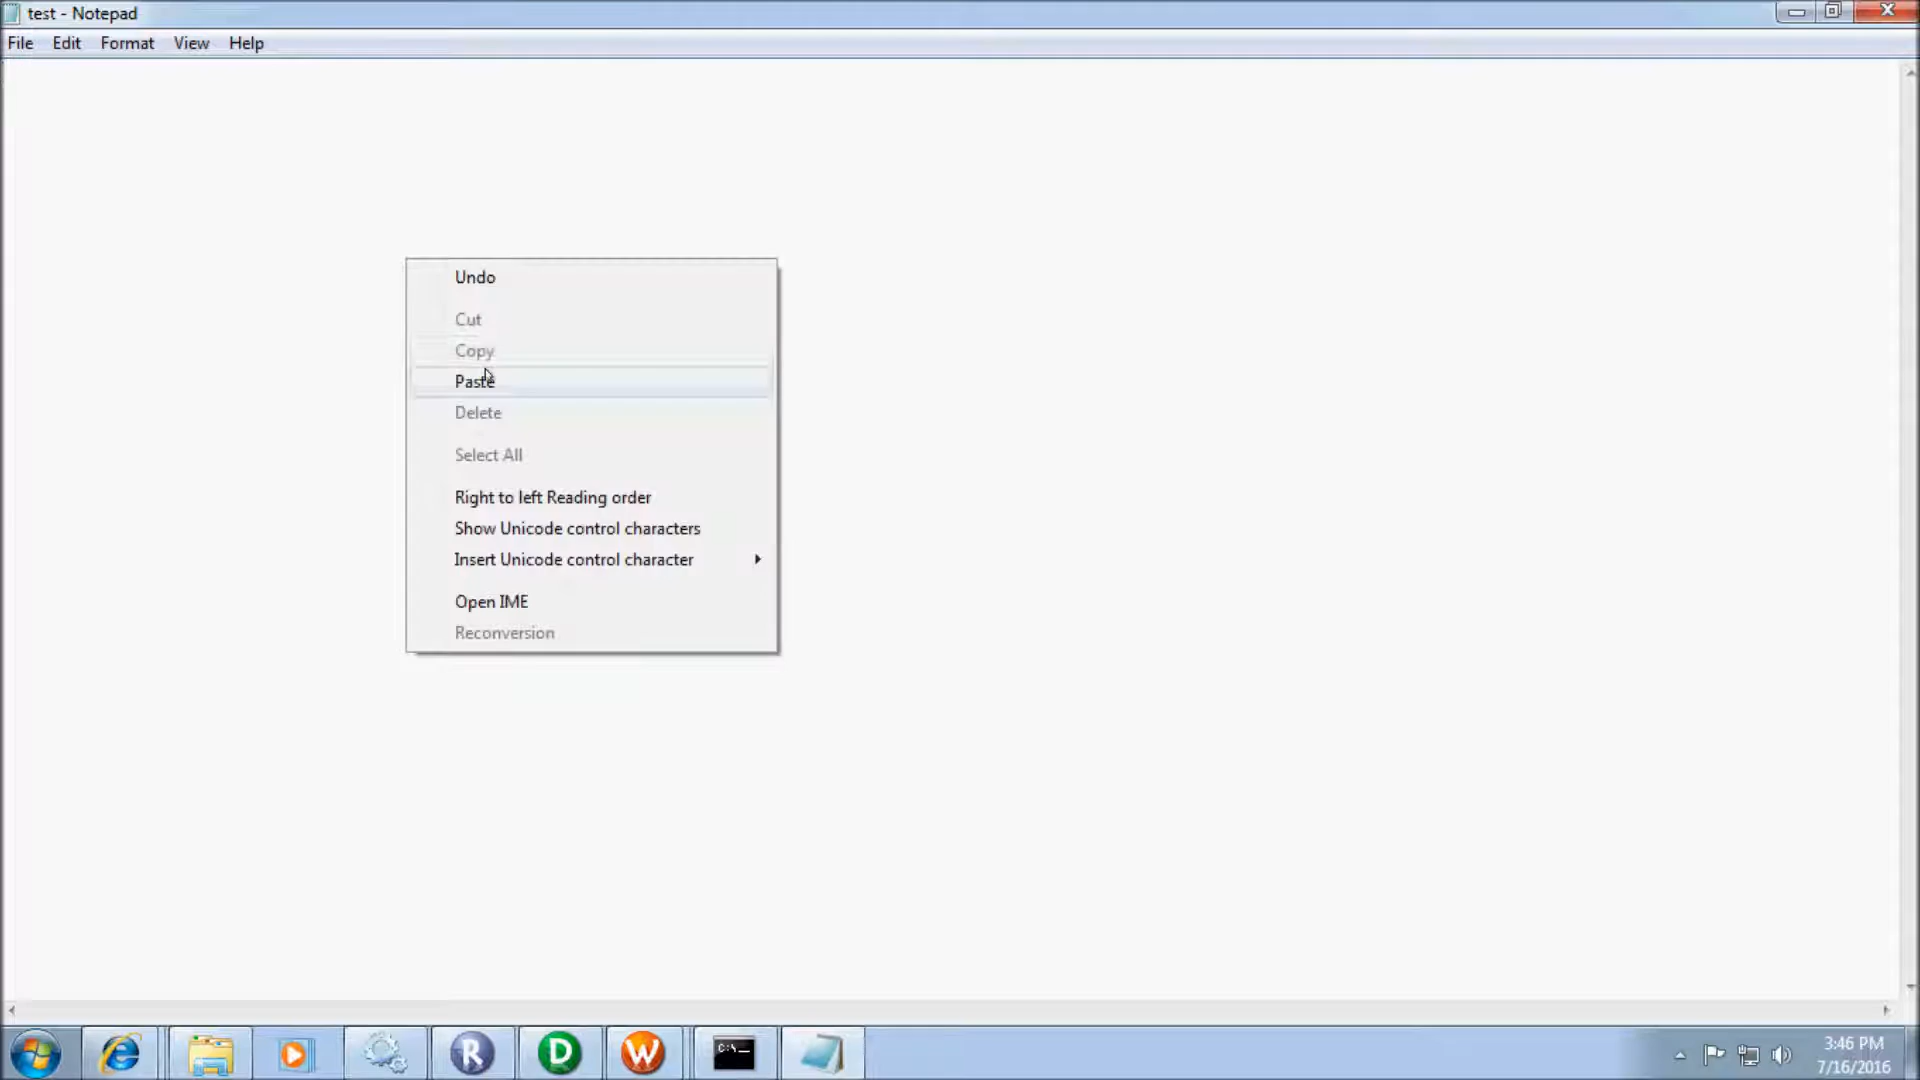 test - Notepad
File Edit Format View Help
Undo
Cut
Copy
Paste
Delete
Select All
Right to left Reading order
Show Unicode control characters
Insert Unicode control character
Open IME
Reconversion
R
D
W
C:\_
3:46 PM
7/16/2016